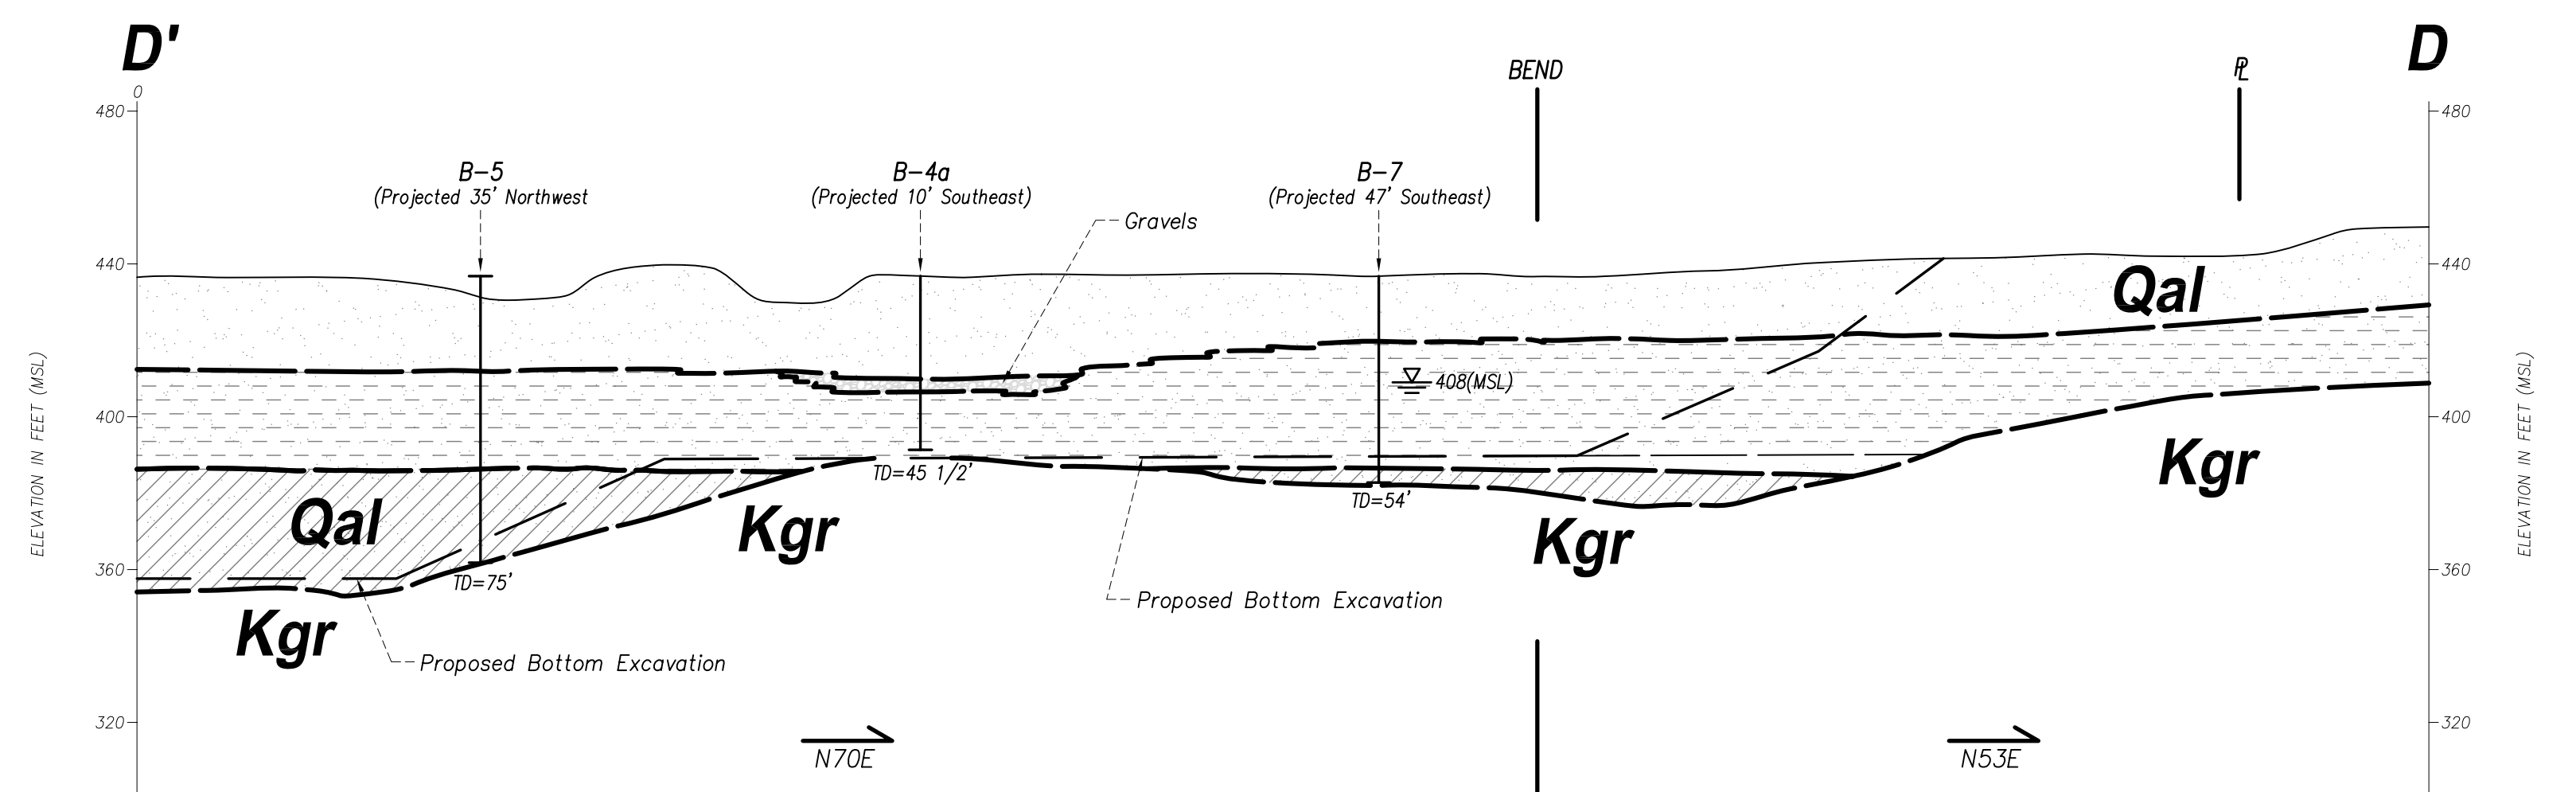 D'
D
BEND
PL
0
480
480
B-5
(Projected 35' Northwest
B-4a
(Projected 10' Southeast)
B-7
(Projected 47' Southeast)
Gravels
440
440
Qal
408(MSL)
400
400
ELEVATION IN FEET (MSL)
ELEVATION IN FEET (MSL)
Kgr
TD=45 1/2'
TD=54'
Qal
Kgr
Kgr
360
360
TD=75'
Proposed Bottom Excavation
Kgr
Proposed Bottom Excavation
320
320
N70E
N53E